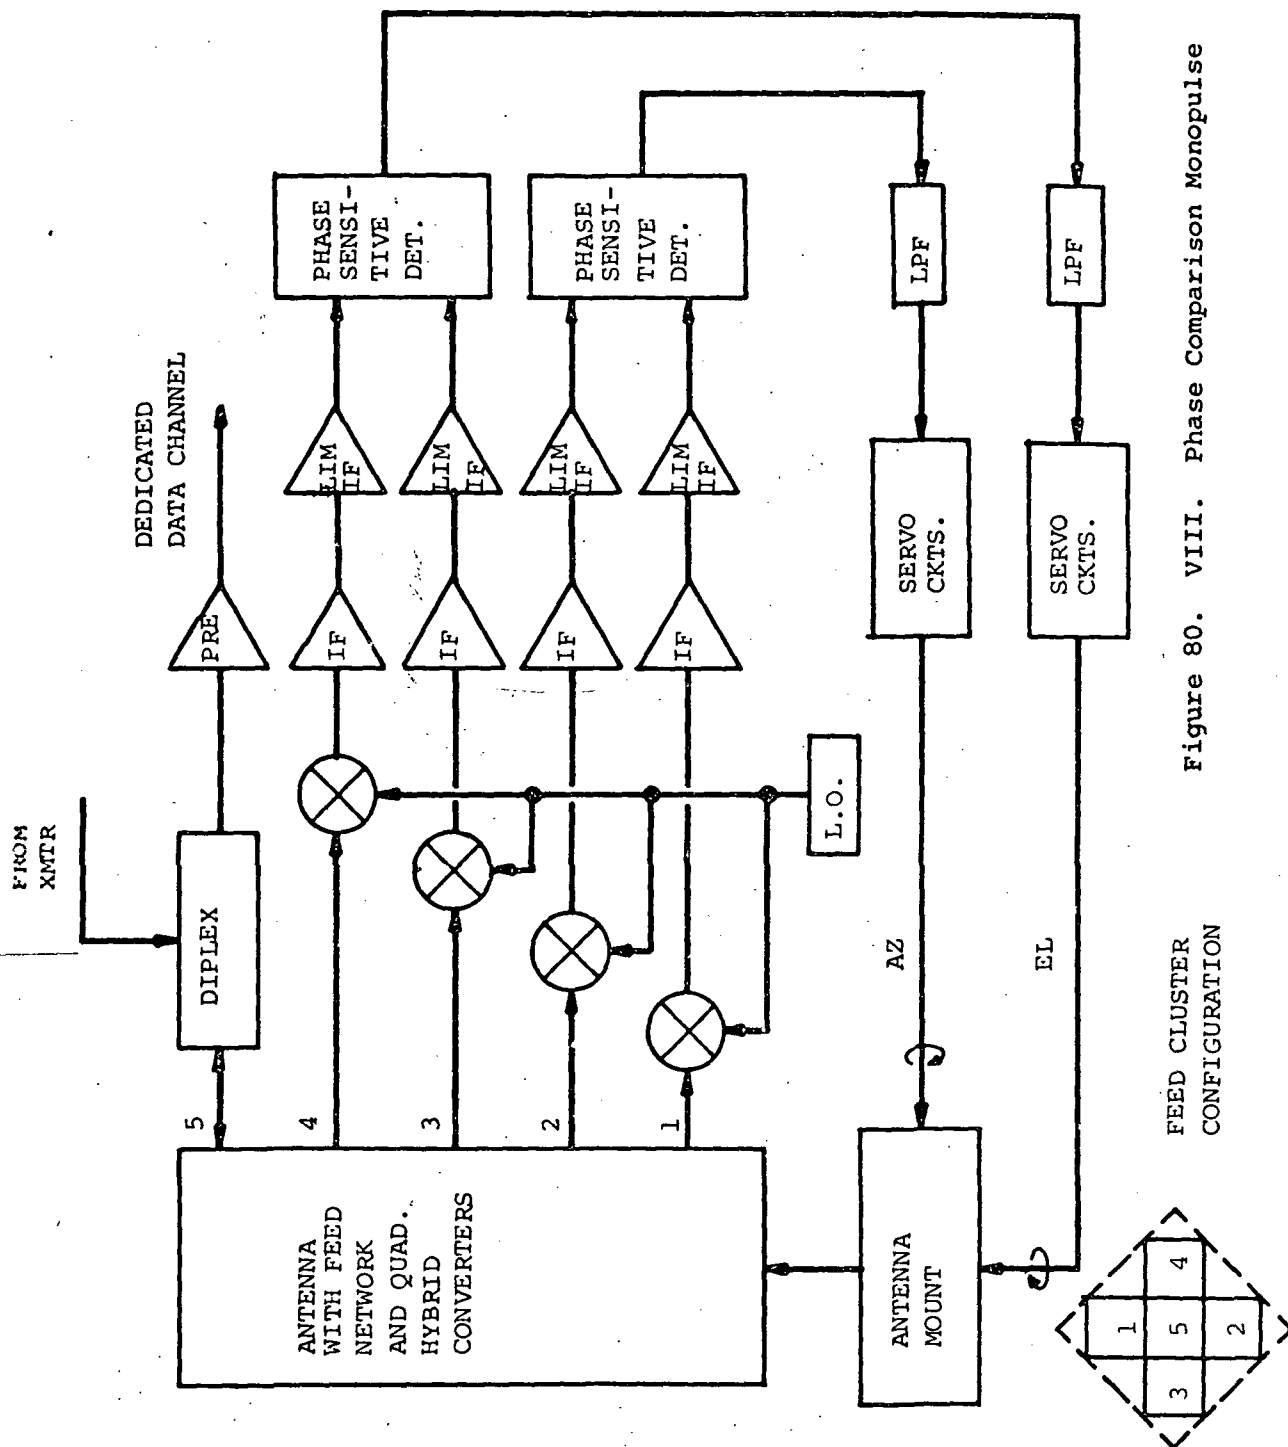 FROM
XMTR
DEDICATED
DATA CHANNEL
DIPLEX
PRE
5
4
3
2
1
ANTENNA
WITH FEED
NETWORK
AND QUAD.
HYBRID
CONVERTERS
IF
LIM
IF
PHASE
SENSI-
TIVE
DET.
IF
LIM
IF
IF
LIM
IF
PHASE
SENSI-
TIVE
DET.
IF
LIM
IF
L.O.
ANTENNA
MOUNT
AZ
SERVO
CKTS.
LPF
EL
SERVO
CKTS.
LPF
1
3 5 4
2
FEED CLUSTER
CONFIGURATION
Figure 80. VIII. Phase Comparison Monopulse